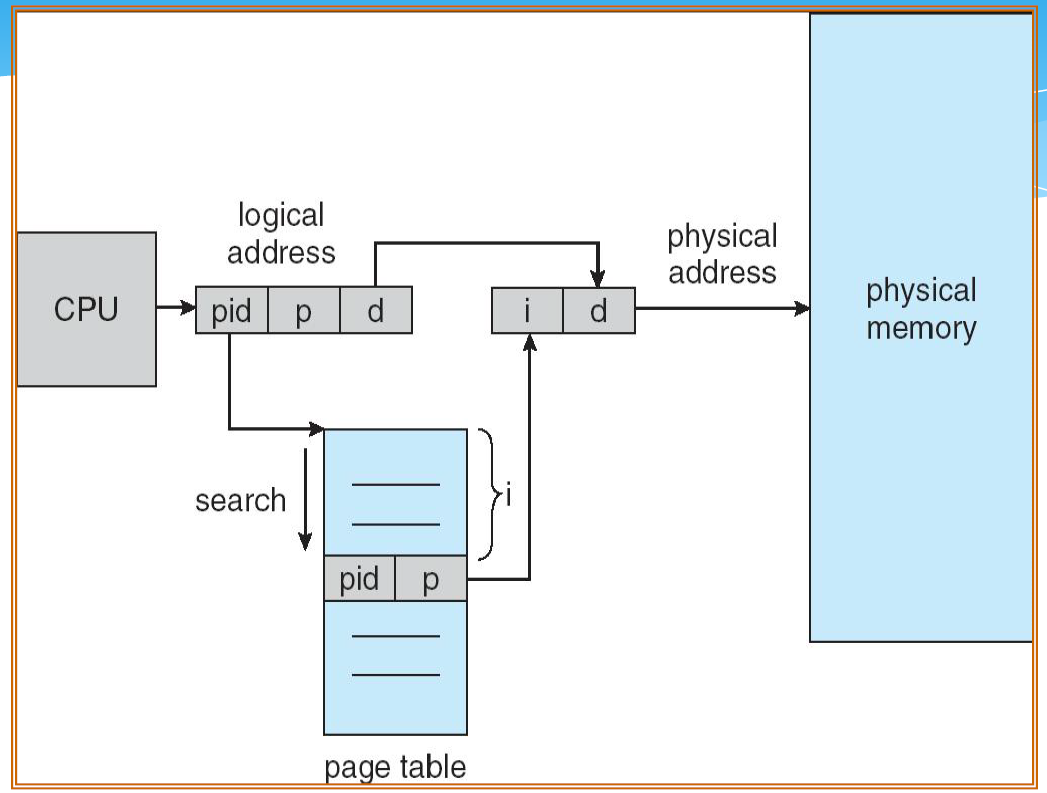 logical
address
CPU
pid
p
d
i
d
physical
address
physical
memory
search
i
pid
p
page table